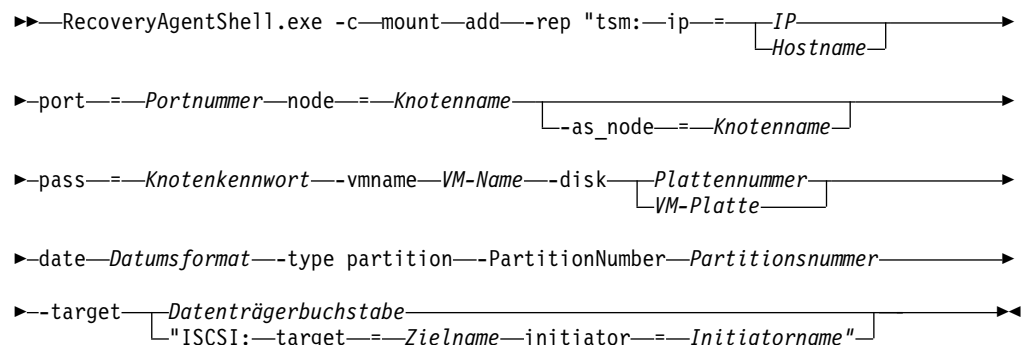 RecoveryAgentShell.exe -c mount add -rep "tsm: ip = IP
Hostname
port = Portnummer node = Knotenname
-as_node = Knotenname
pass = Knotenkennwort -vmname VM-Name -disk Plattennummer
VM-Platte
date Datumsformat -type partition -PartitionNumber Partitionsnummer
-target Datenträgerbuchstabe
"ISCSI: target = Zielname initiator = Initiatorname"